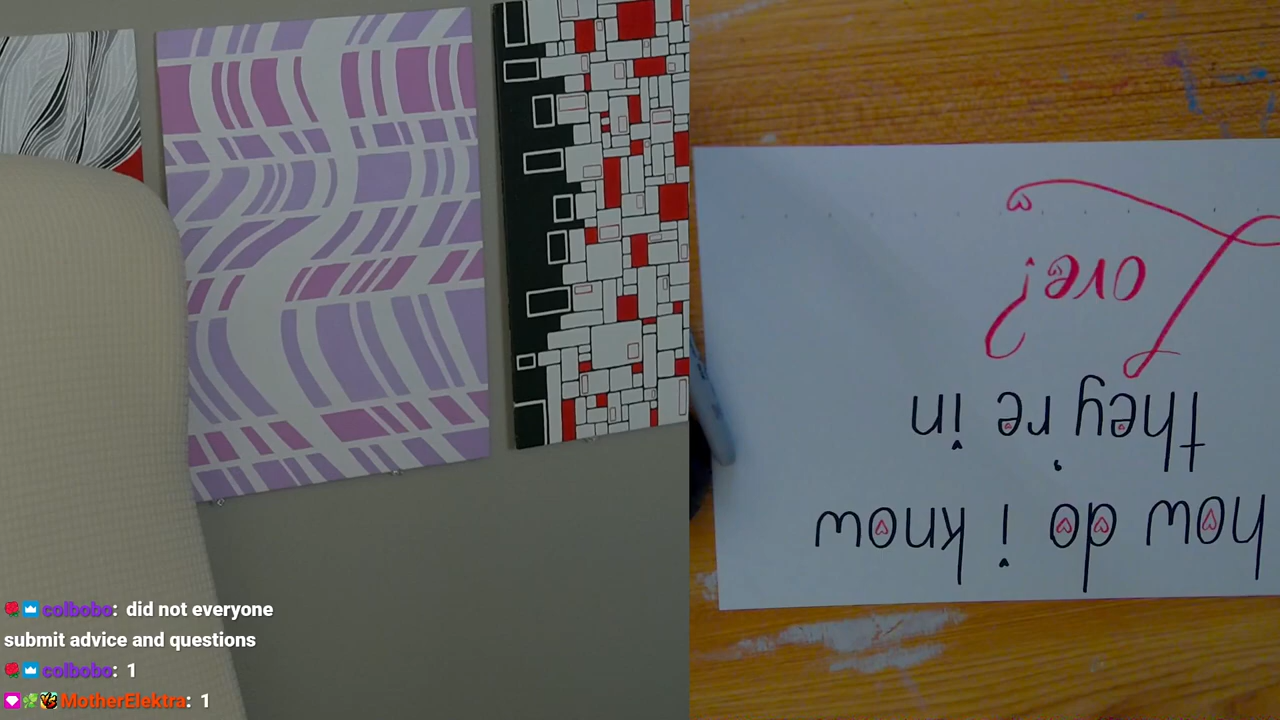 how do i know
they're in
Love?
colbobo: did not everyone
submit advice and questions
colbobo: 1
MotherElektra: 1